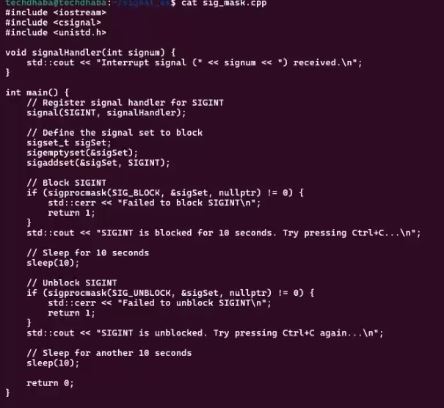 techdhaba@techdhaba:~/signal_ex$ cat sig_mask.cpp
#include <iostream>
#include <csignal>
#include <unistd.h>
void signalHandler(int signum) {
    std::cout << "Interrupt signal (" << signum << ") received.\n";
}
int main() {
    // Register signal handler for SIGINT
    signal(SIGINT, signalHandler);
    // Define the signal set to block
    sigset_t sigSet;
    sigemptyset(&sigSet);
    sigaddset(&sigSet, SIGINT);
    // Block SIGINT
    if (sigprocmask(SIG_BLOCK, &sigSet, nullptr) != 0) {
        std::cerr << "Failed to block SIGINT\n";
        return 1;
    }
    std::cout << "SIGINT is blocked for 10 seconds. Try pressing Ctrl+C...\n";
    // Sleep for 10 seconds
    sleep(10);
    // Unblock SIGINT
    if (sigprocmask(SIG_UNBLOCK, &sigSet, nullptr) != 0) {
        std::cerr << "Failed to unblock SIGINT\n";
        return 1;
    }
    std::cout << "SIGINT is unblocked. Try pressing Ctrl+C again...\n";
    // Sleep for another 10 seconds
    sleep(10);
    return 0;
}